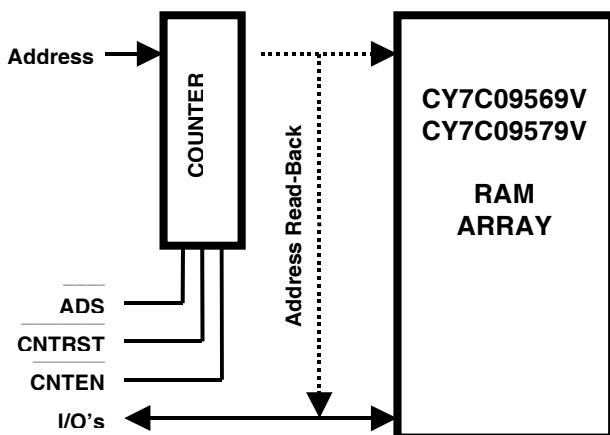 Address
COUNTER
Address Read-Back
CY7C09569V
CY7C09579V
RAM
ARRAY
ADS
CNTRST
CNTEN
I/O's